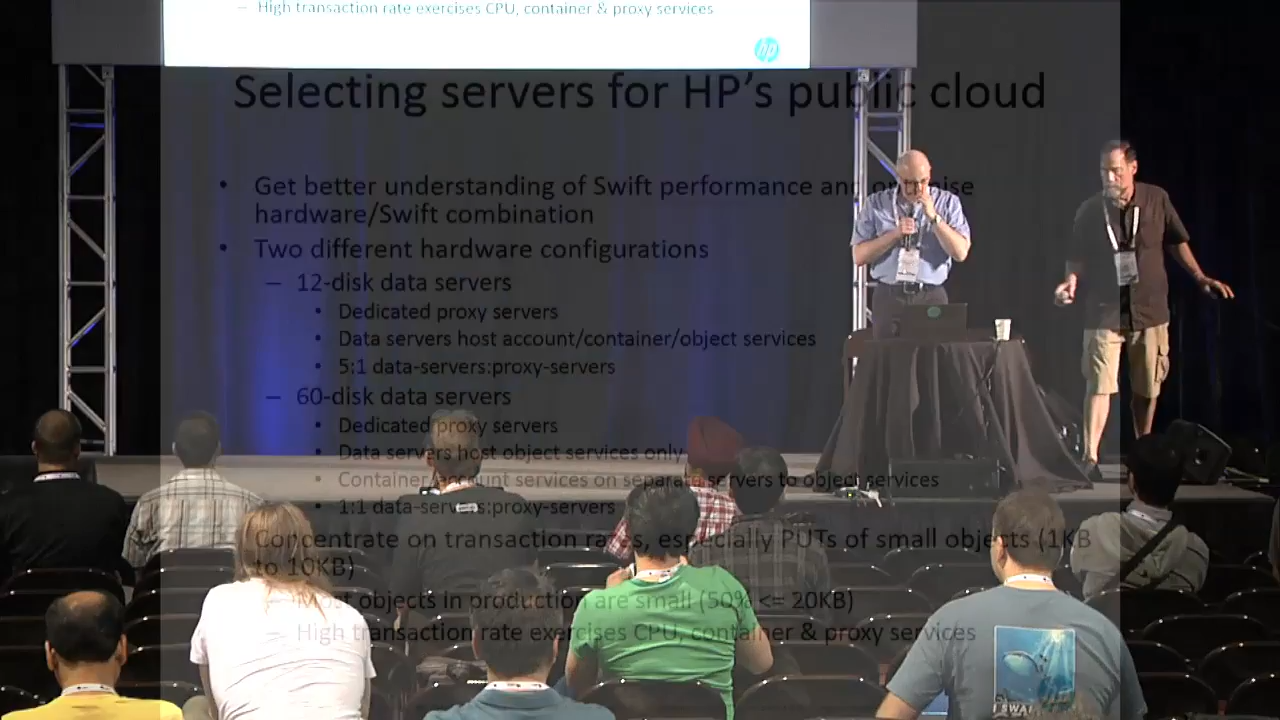 – High transaction rate exercises CPU, container & proxy services
hp
Selecting servers for HP's public cloud
• Get better understanding of Swift performance and optimise
hardware/Swift combination
• Two different hardware configurations
– 12-disk data servers
• Dedicated proxy servers
• Data servers host account/container/object services
• 5:1 data-servers:proxy-servers
– 60-disk data servers
• Dedicated proxy servers
• Data servers host object services only
• Container/account services on separate servers to object services
• 1:1 data-servers:proxy-servers
Concentrate on transaction rates, especially PUTs of small objects (1KB
to 10KB)
– Most objects in production are small (50% <= 20KB)
High transaction rate exercises CPU, container & proxy services
I SWAM